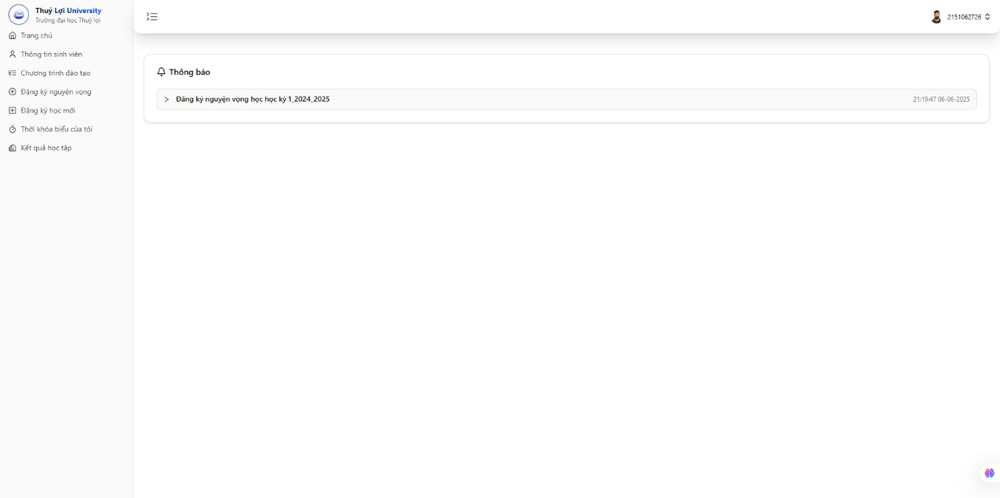 Thuỷ Lợi University
Trường đại học Thuỷ lợi
Trang chủ
Thông tin sinh viên
Chương trình đào tạo
Đăng ký nguyện vọng
Đăng ký học mới
Thời khóa biểu của tôi
Kết quả học tập
2151062726
Thông báo
Đăng ký nguyện vọng học học kỳ 1_2024_2025
21:19:47 06-06-2025